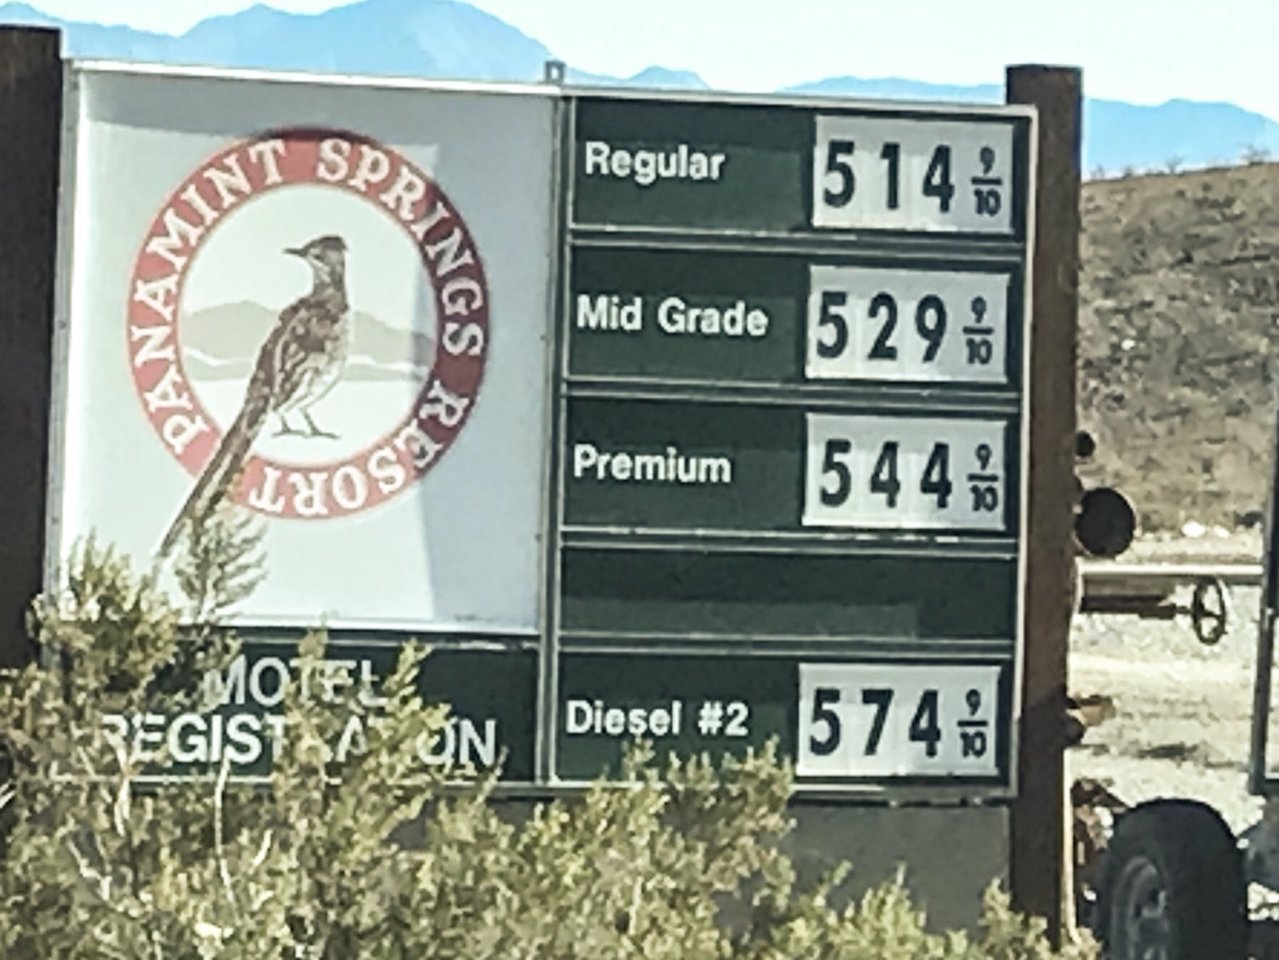 PANAMINT SPRINGS RESORT
MOTEL
REGISTRATION
Regular 514 9/10
Mid Grade 529 9/10
Premium 544 9/10
Diesel #2 574 9/10